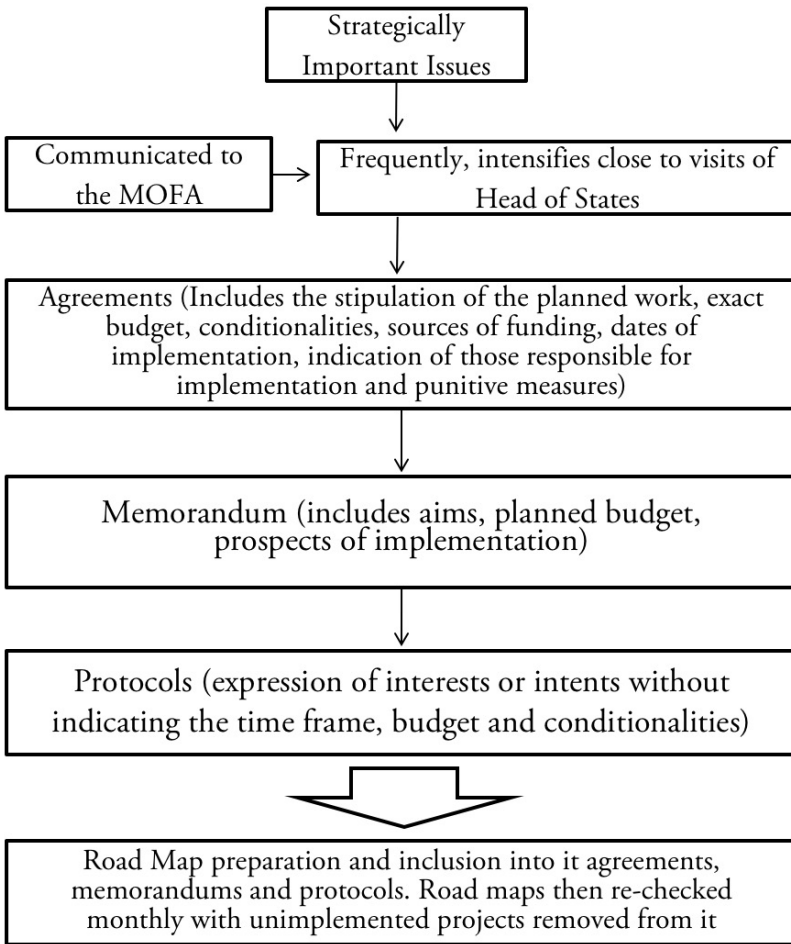 Strategically
Important Issues
Communicated to
the MOFA
Frequently, intensifies close to visits of
Head of States
Agreements (Includes the stipulation of the planned work, exact
budget, conditionalities, sources of funding, dates of
implementation, indication of those responsible for
implementation and punitive measures)
Memorandum (includes aims, planned budget,
prospects of implementation)
Protocols (expression of interests or intents without
indicating the time frame, budget and conditionalities)
Road Map preparation and inclusion into it agreements,
memorandums and protocols. Road maps then re-checked
monthly with unimplemented projects removed from it